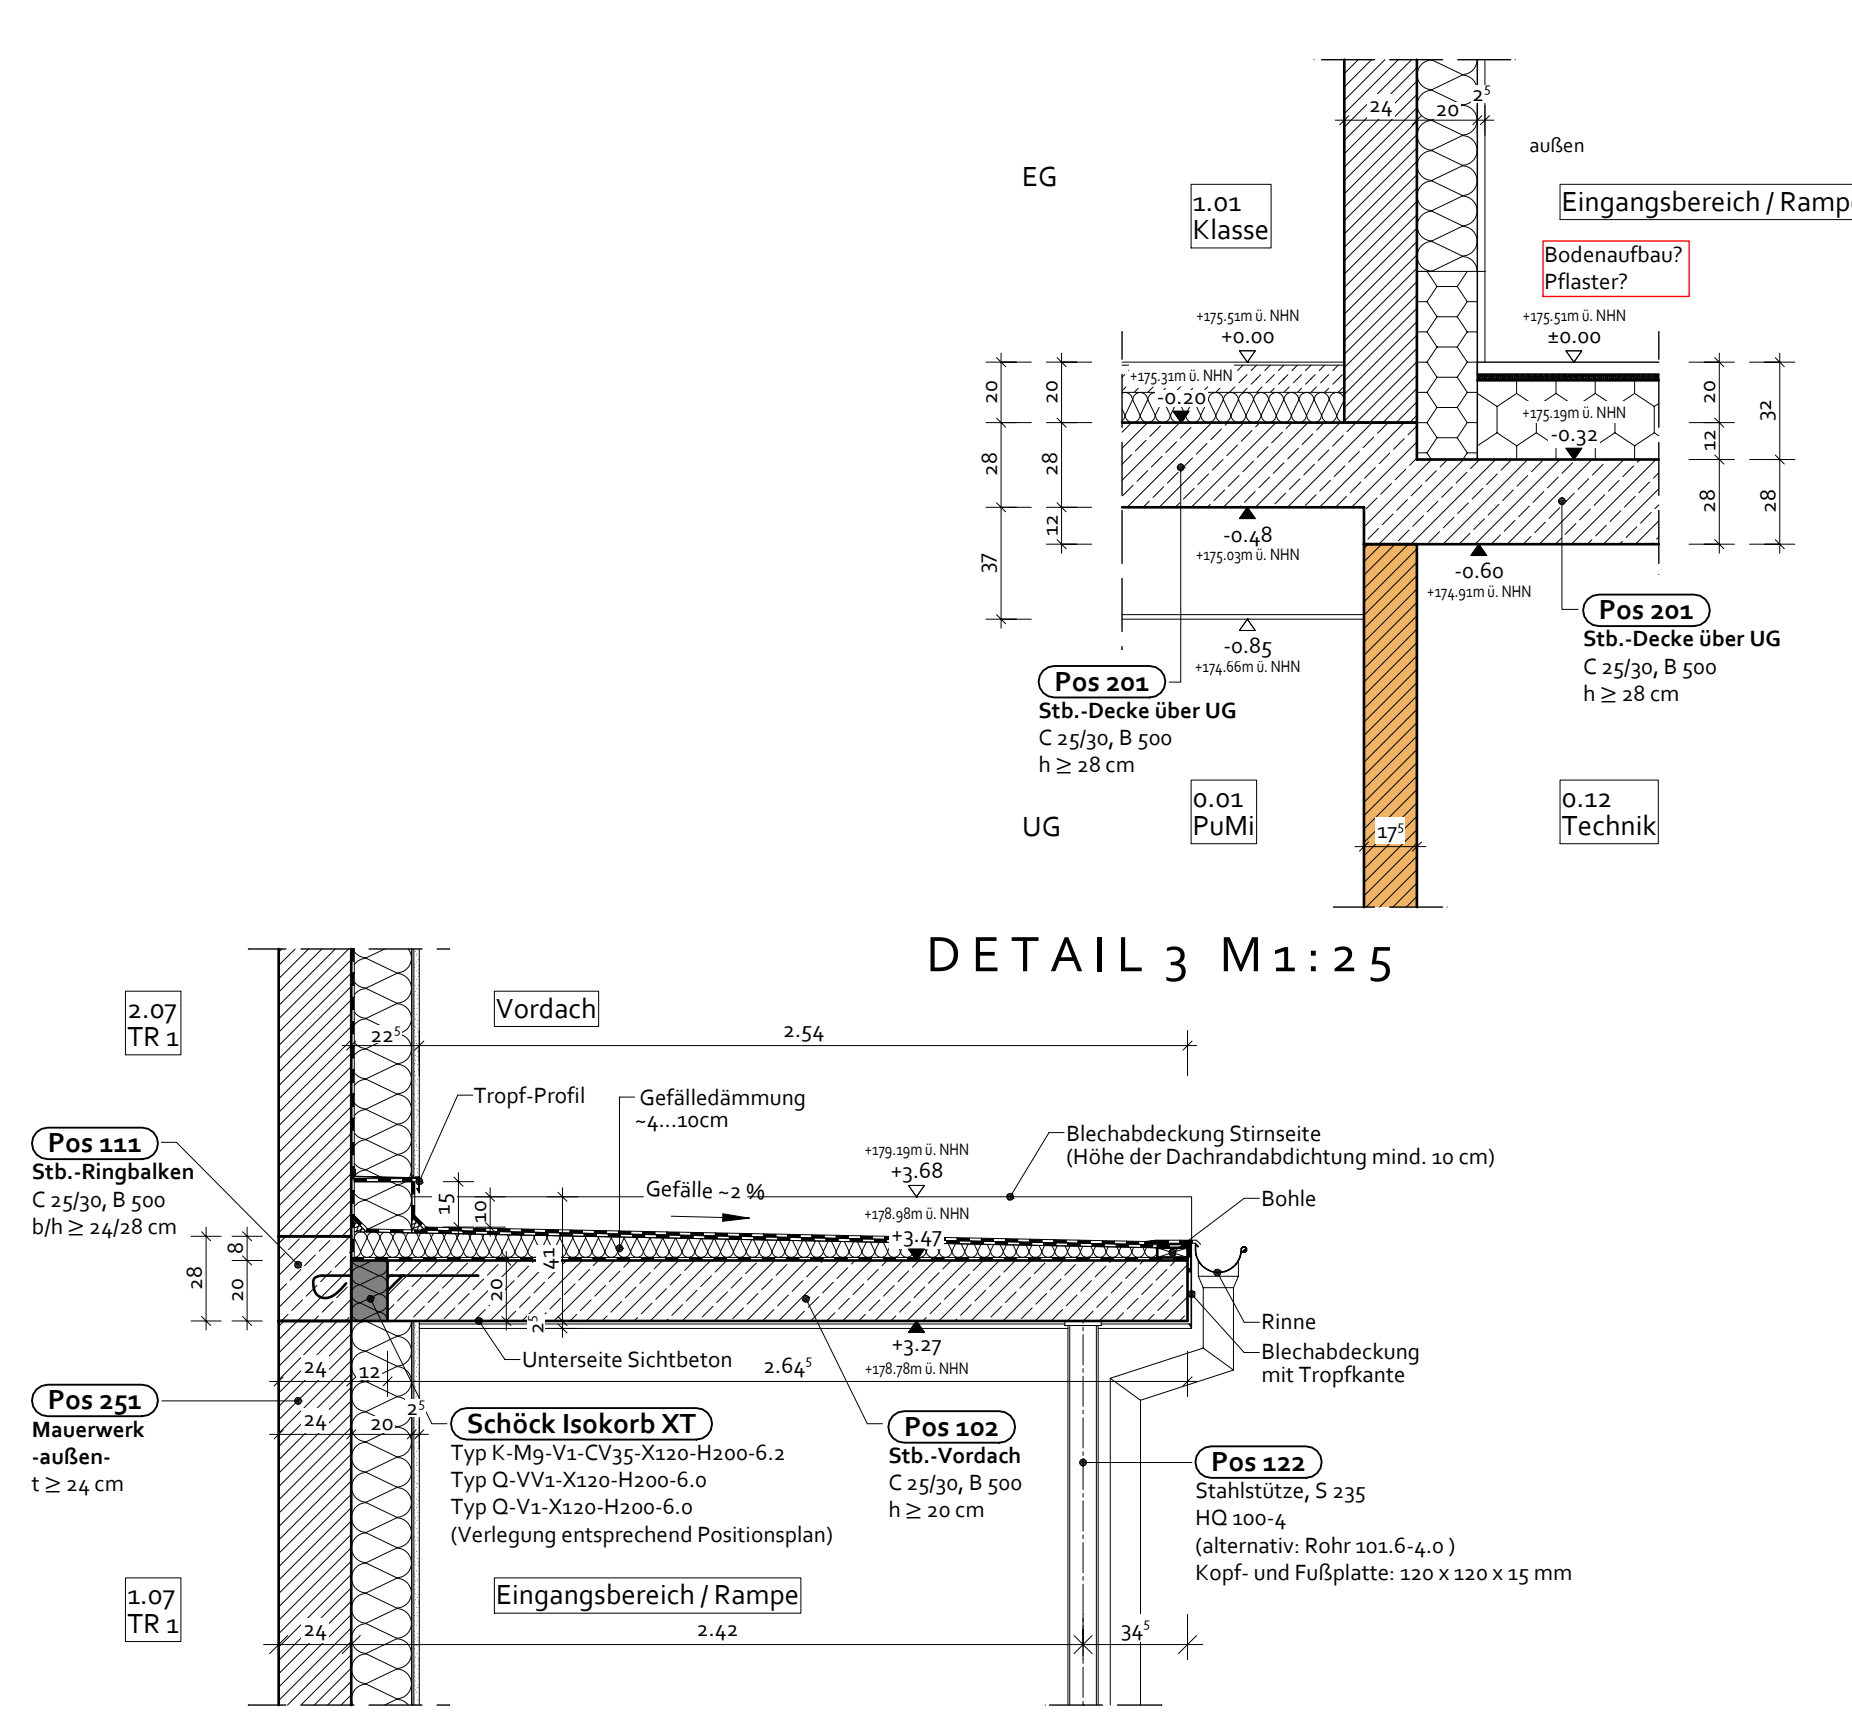 24
20
2⁵
außen
EG
1.01
Klasse
Eingangsbereich / Ramp
Bodenaufbau?
Pflaster?
+175.51m ü. NHN
+0.00
+175.51m ü. NHN
±0.00
+175.31m ü. NHN
-0.20
+175.19m ü. NHN
-0.32
20
20
20
32
12
28
28
28
28
12
37
-0.48
+175.03m ü. NHN
-0.60
+174.91m ü. NHN
-0.85
+174.66m ü. NHN
Pos 201
Stb.-Decke über UG
C 25/30, B 500
h ≥ 28 cm
Pos 201
Stb.-Decke über UG
C 25/30, B 500
h ≥ 28 cm
UG
0.01
PuMi
0.12
Technik
17⁵
DETAIL 3 M1:25
2.07
TR 1
Vordach
22⁵
2.54
Tropf-Profil
Gefälledämmung
~4...10cm
Blechabdeckung Stirnseite
(Höhe der Dachrandabdichtung mind. 10 cm)
Pos 111
Stb.-Ringbalken
C 25/30, B 500
b/h ≥ 24/28 cm
+179.19m ü. NHN
+3.68
Gefälle ~2 %
+178.98m ü. NHN
+3.47
Bohle
15
10
41
8
28
20
20
2⁵
Rinne
Blechabdeckung
mit Tropfkante
Unterseite Sichtbeton
+3.27
+178.78m ü. NHN
24
12
2.64⁵
24
20
2⁵
Pos 251
Mauerwerk
-außen-
t ≥ 24 cm
Schöck Isokorb XT
Typ K-M9-V1-CV35-X120-H200-6.2
Typ Q-VV1-X120-H200-6.0
Typ Q-V1-X120-H200-6.0
(Verlegung entsprechend Positionsplan)
Pos 102
Stb.-Vordach
C 25/30, B 500
h ≥ 20 cm
Pos 122
Stahlstütze, S 235
HQ 100-4
(alternativ: Rohr 101.6-4.0 )
Kopf- und Fußplatte: 120 x 120 x 15 mm
1.07
TR 1
Eingangsbereich / Rampe
24
2.42
34⁵